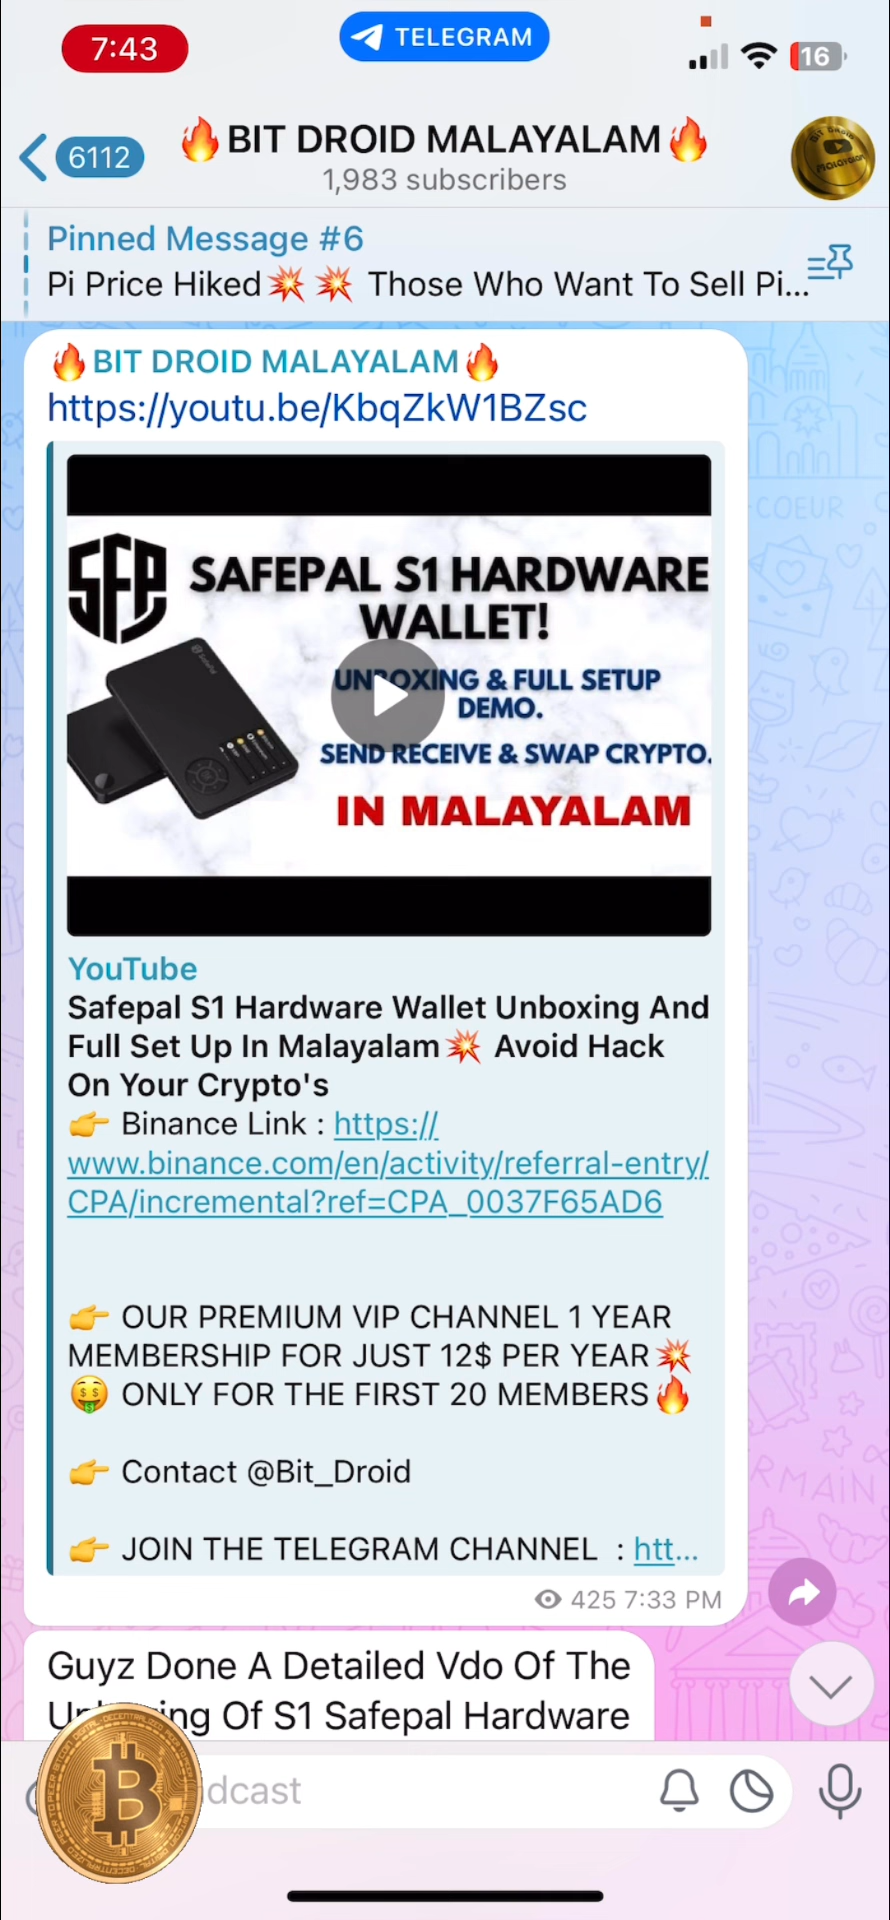 7:43
TELEGRAM
16
6112
🔥BIT DROID MALAYALAM🔥
1,983 subscribers
Pinned Message #6
Pi Price Hiked💥 💥 Those Who Want To Sell Pi...
🔥BIT DROID MALAYALAM🔥
https://youtu.be/KbqZkW1BZsc
SFP
SAFEPAL S1 HARDWARE
WALLET!
UNBOXING & FULL SETUP
DEMO.
SEND RECEIVE & SWAP CRYPTO.
IN MALAYALAM
YouTube
Safepal S1 Hardware Wallet Unboxing And
Full Set Up In Malayalam💥 Avoid Hack
On Your Crypto's
👉 Binance Link : https://
www.binance.com/en/activity/referral-entry/
CPA/incremental?ref=CPA_0037F65AD6
👉 OUR PREMIUM VIP CHANNEL 1 YEAR
MEMBERSHIP FOR JUST 12$ PER YEAR💥
🤑 ONLY FOR THE FIRST 20 MEMBERS🔥
👉 Contact @Bit_Droid
👉 JOIN THE TELEGRAM CHANNEL : htt...
425 7:33 PM
Guyz Done A Detailed Vdo Of The
Of S1 Safepal Hardware